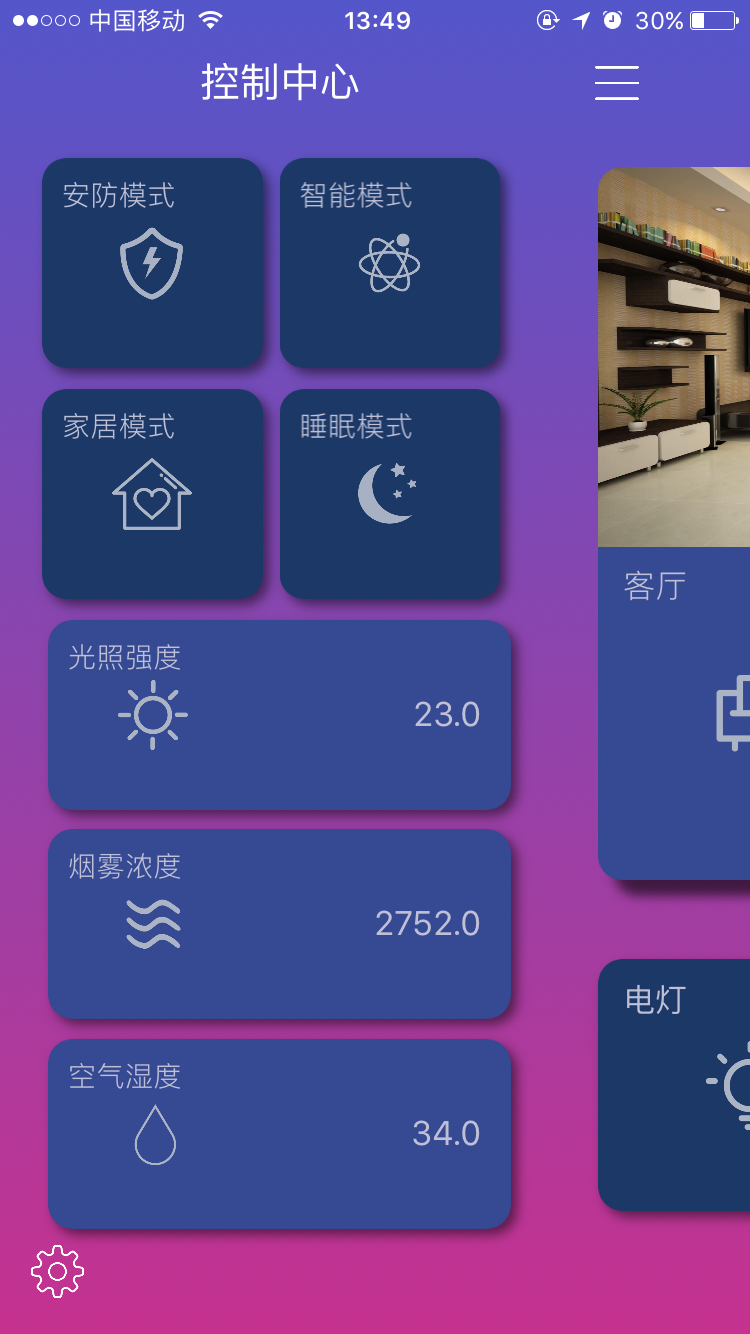 中国移动 13:49 30%
控制中心
安防模式
智能模式
家居模式
睡眠模式
光照强度
23.0
烟雾浓度
2752.0
空气湿度
34.0
客厅
电灯